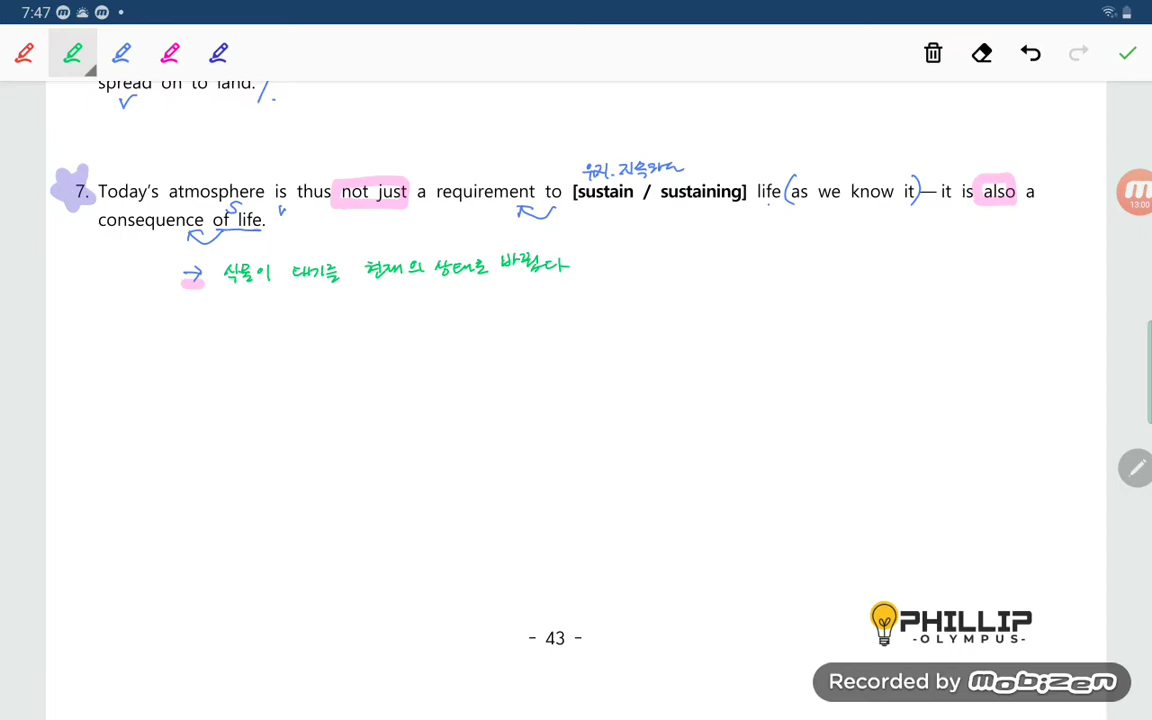 7:47
spread on to land.
유지. 지속하다
7. Today's atmosphere is thus not just a requirement to [sustain / sustaining] life (as we know it)—it is also a
S V
consequence of life.
→ 식물이 대기를 현재의 상태로 바꿨다
- 43 -
PHILLIP
-OLYMPUS-
Recorded by mobizen
m
13:00